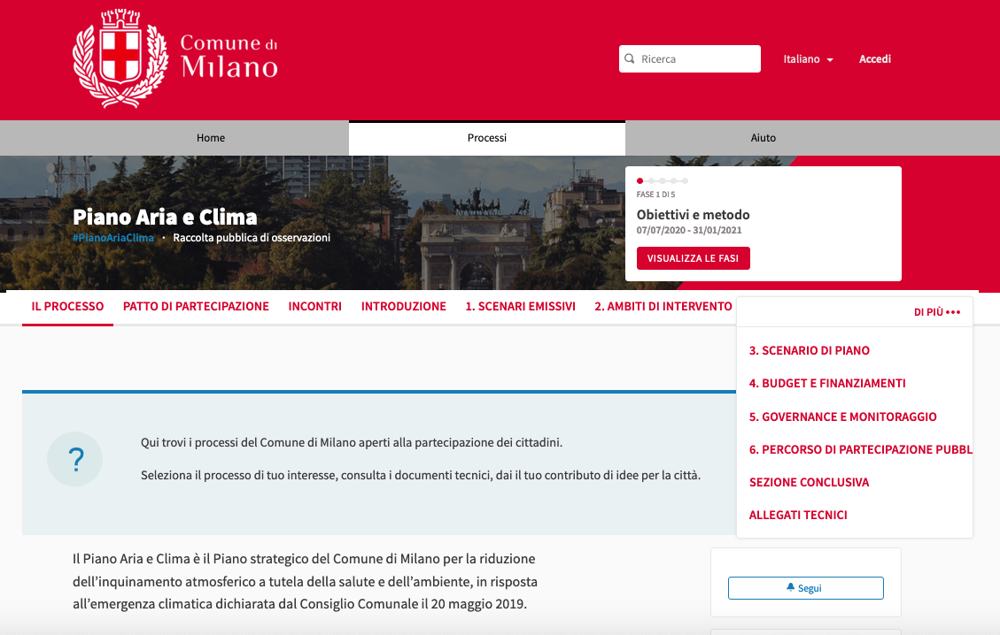 Comune di
Milano
Ricerca
Italiano
Accedi
Home
Processi
Aiuto
Piano Aria e Clima
#PianoAriaClima · Raccolta pubblica di osservazioni
FASE 1 DI 5
Obiettivi e metodo
07/07/2020 - 31/01/2021
VISUALIZZA LE FASI
IL PROCESSO
PATTO DI PARTECIPAZIONE
INCONTRI
INTRODUZIONE
1. SCENARI EMISSIVI
2. AMBITI DI INTERVENTO
DI PIÙ •••
3. SCENARIO DI PIANO
4. BUDGET E FINANZIAMENTI
5. GOVERNANCE E MONITORAGGIO
6. PERCORSO DI PARTECIPAZIONE PUBBL
SEZIONE CONCLUSIVA
ALLEGATI TECNICI
?
Qui trovi i processi del Comune di Milano aperti alla partecipazione dei cittadini.
Seleziona il processo di tuo interesse, consulta i documenti tecnici, dai il tuo contributo di idee per la città.
Il Piano Aria e Clima è il Piano strategico del Comune di Milano per la riduzione
dell'inquinamento atmosferico a tutela della salute e dell'ambiente, in risposta
all'emergenza climatica dichiarata dal Consiglio Comunale il 20 maggio 2019.
Segui